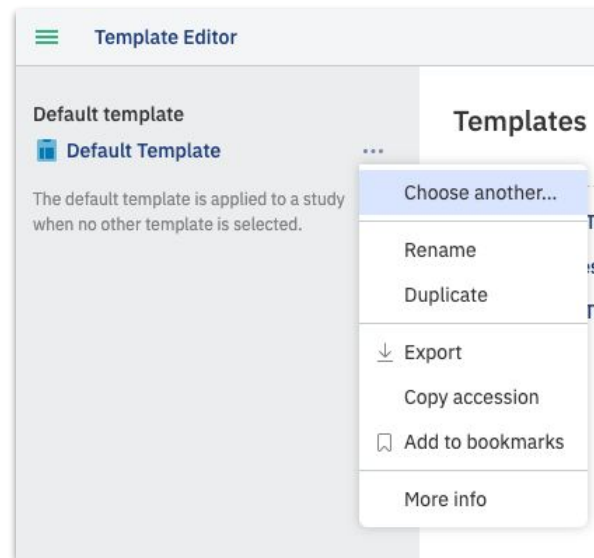 Template Editor
Default template
Default Template
...
The default template is applied to a study
when no other template is selected.
Templates
Choose another...
Rename
Duplicate
Export
Copy accession
Add to bookmarks
More info